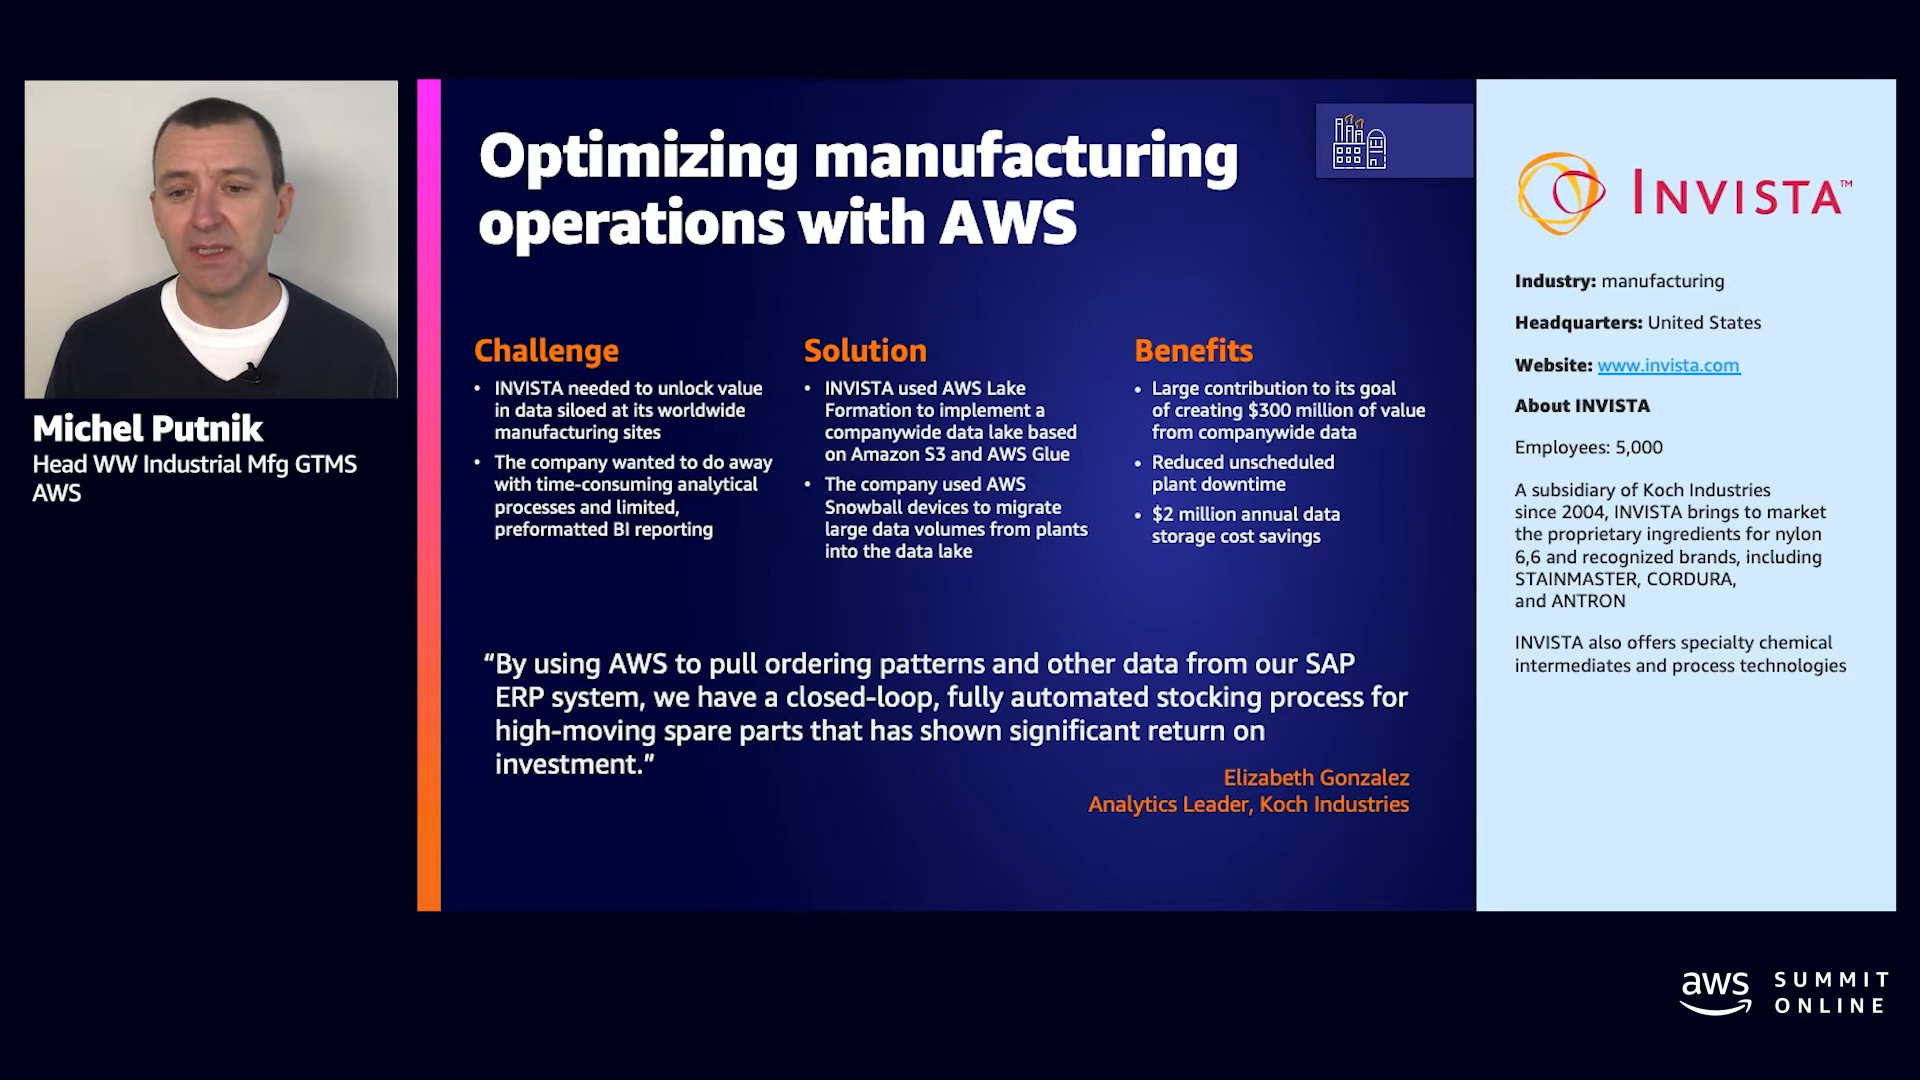 Michel Putnik
Head WW Industrial Mfg GTMS
AWS
Optimizing manufacturing
operations with AWS
Challenge
• INVISTA needed to unlock value
in data siloed at its worldwide
manufacturing sites
• The company wanted to do away
with time-consuming analytical
processes and limited,
preformatted BI reporting
Solution
• INVISTA used AWS Lake
Formation to implement a
companywide data lake based
on Amazon S3 and AWS Glue
• The company used AWS
Snowball devices to migrate
large data volumes from plants
into the data lake
Benefits
• Large contribution to its goal
of creating $300 million of value
from companywide data
• Reduced unscheduled
plant downtime
• $2 million annual data
storage cost savings
“By using AWS to pull ordering patterns and other data from our SAP
ERP system, we have a closed-loop, fully automated stocking process for
high-moving spare parts that has shown significant return on
investment.”
Elizabeth Gonzalez
Analytics Leader, Koch Industries
INVISTA™
Industry: manufacturing
Headquarters: United States
Website: www.invista.com
About INVISTA
Employees: 5,000
A subsidiary of Koch Industries
since 2004, INVISTA brings to market
the proprietary ingredients for nylon
6,6 and recognized brands, including
STAINMASTER, CORDURA,
and ANTRON
INVISTA also offers specialty chemical
intermediates and process technologies
aws SUMMIT
ONLINE